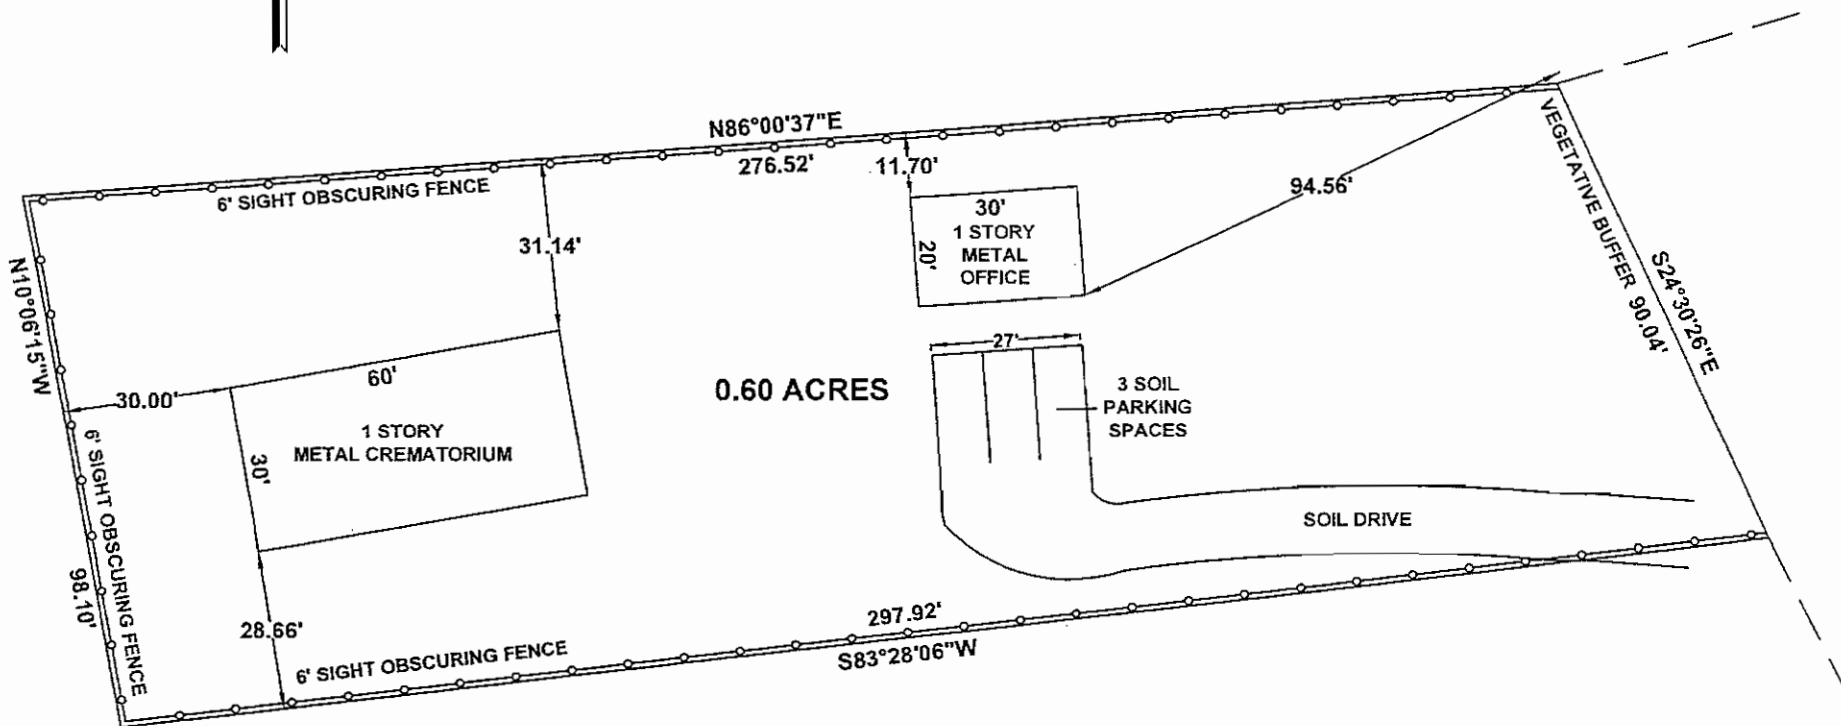 N86°00'37"E
276.52'
11.70'
6' SIGHT OBSCURING FENCE
94.56'
VEGETATIVE BUFFER 90.04'
S24°30'26"E
31.14'
30'
1 STORY
METAL
OFFICE
20'
N10°06'15"W
27'
60'
30.00'
0.60 ACRES
3 SOIL
PARKING
SPACES
1 STORY
METAL CREMATORIUM
30'
6' SIGHT OBSCURING FENCE
98.10'
SOIL DRIVE
28.66'
297.92'
6' SIGHT OBSCURING FENCE
S83°28'06"W